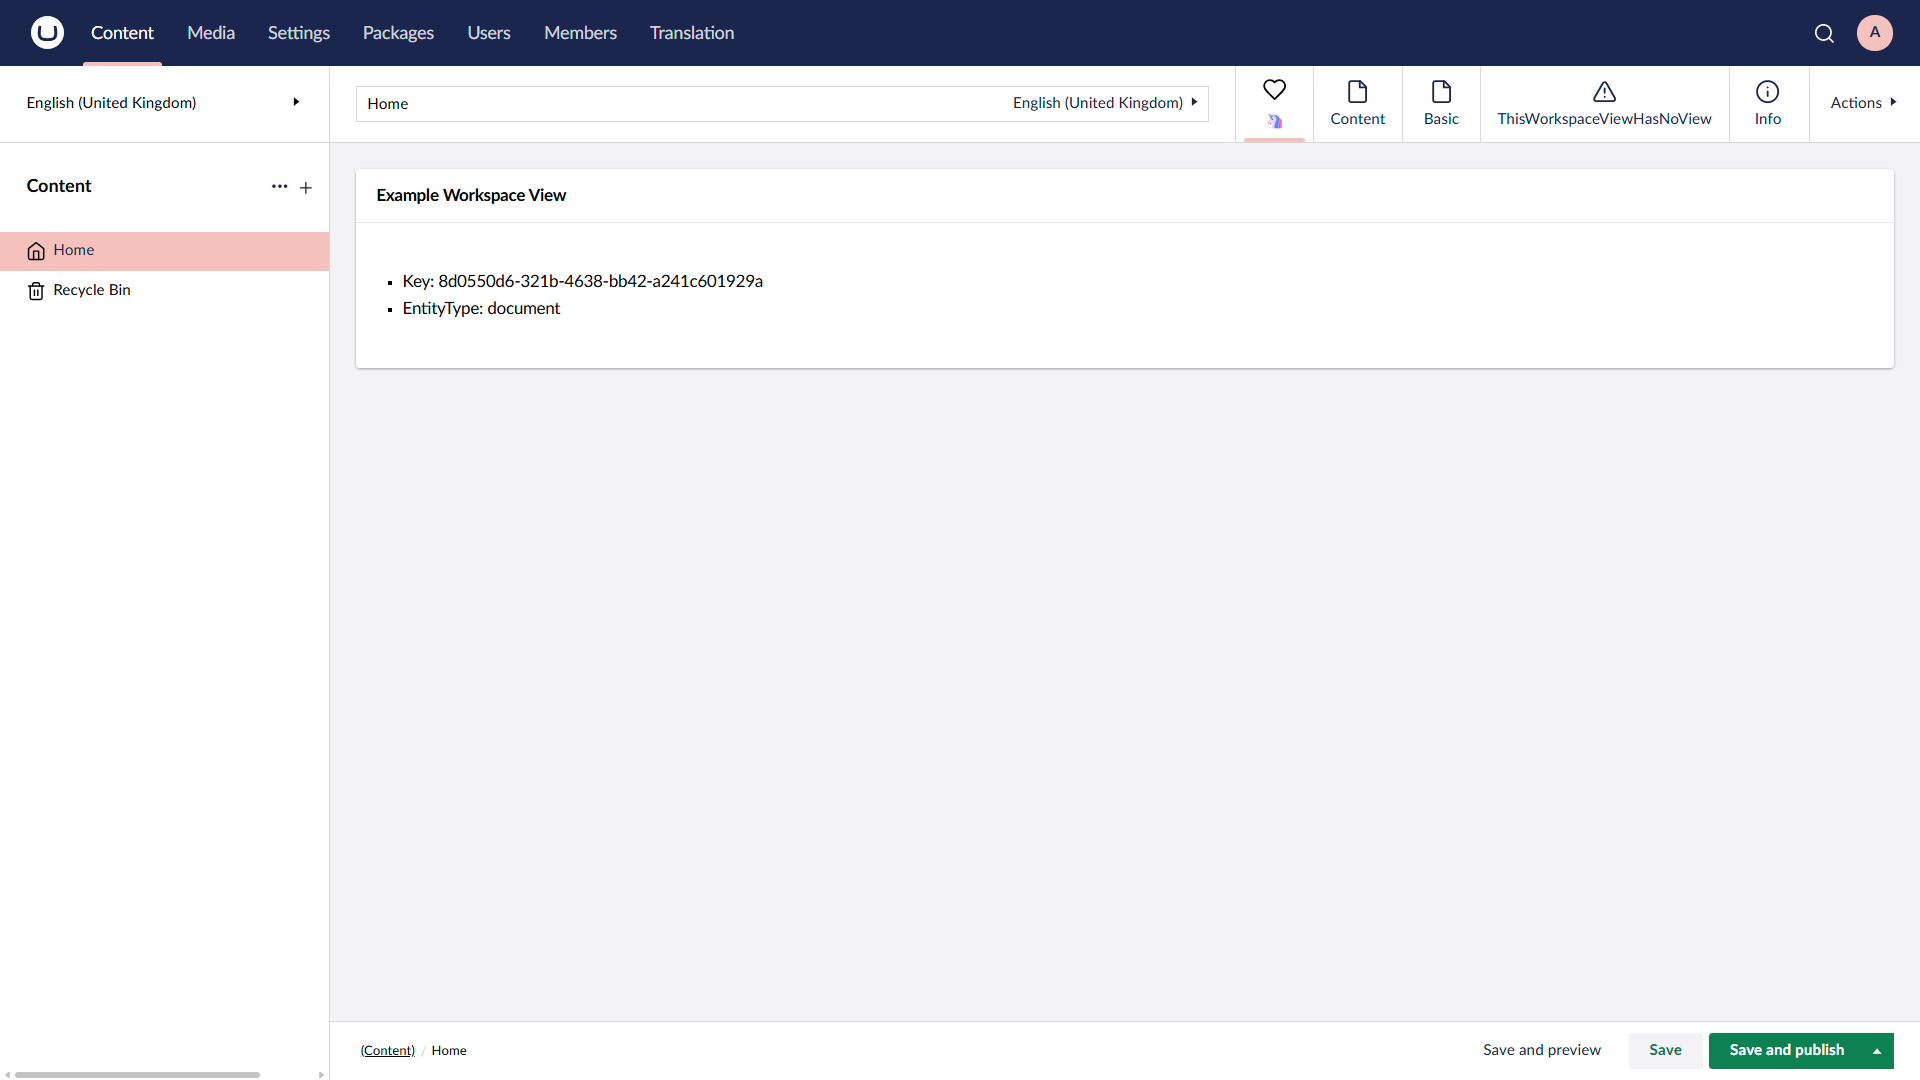 Content Media Settings Packages Users Members Translation A
English (United Kingdom)
Home English (United Kingdom)
🦄 Content Basic ThisWorkspaceViewHasNoView Info Actions
Content
Home
Recycle Bin
Example Workspace View
Key: 8d0550d6-321b-4638-bb42-a241c601929a
EntityType: document
(Content) / Home
Save and preview Save Save and publish